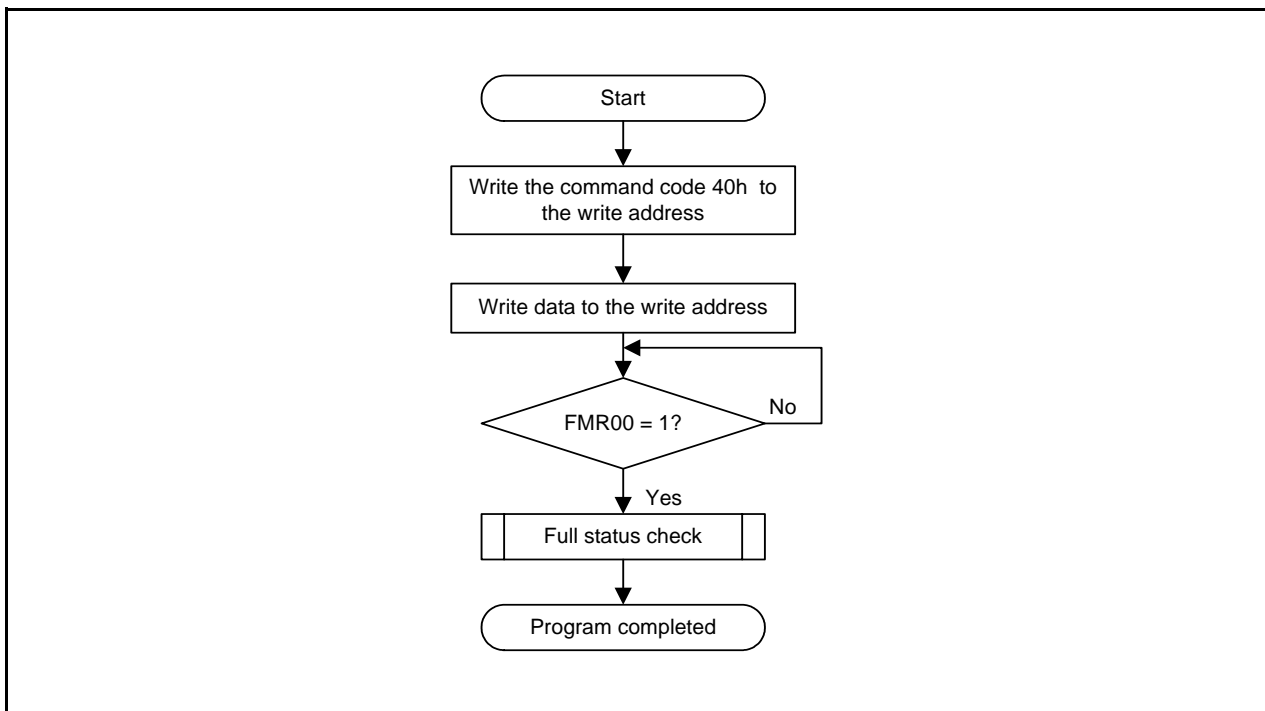 Start
Write the command code 40h to
the write address
Write data to the write address
FMR00 = 1?
No
Yes
Full status check
Program completed